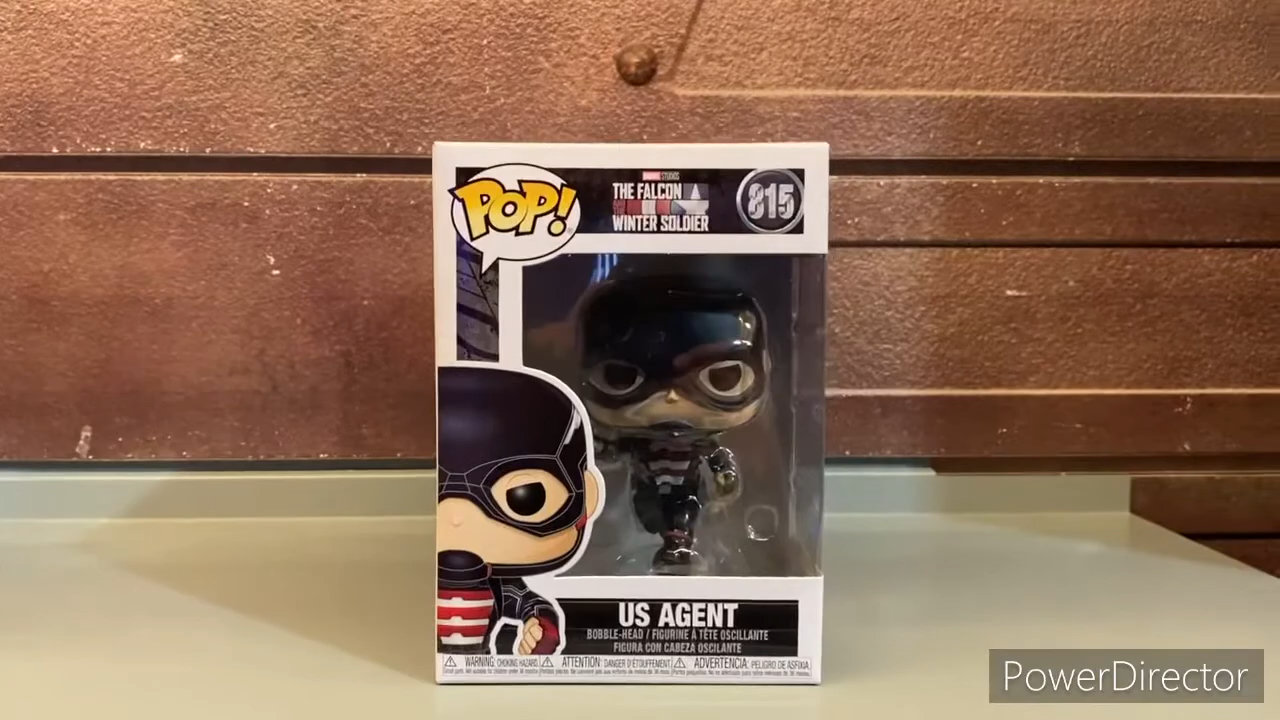 POP!
MARVEL STUDIOS
THE FALCON
WINTER SOLDIER
815
US AGENT
BOBBLE-HEAD / FIGURINE À TÊTE OSCILLANTE
FIGURA CON CABEZA OSCILANTE
WARNING: CHOKING HAZARD. ATTENTION: DANGER D'ÉTOUFFEMENT. ADVERTENCIA: PELIGRO DE ASFIXIA.
PowerDirector